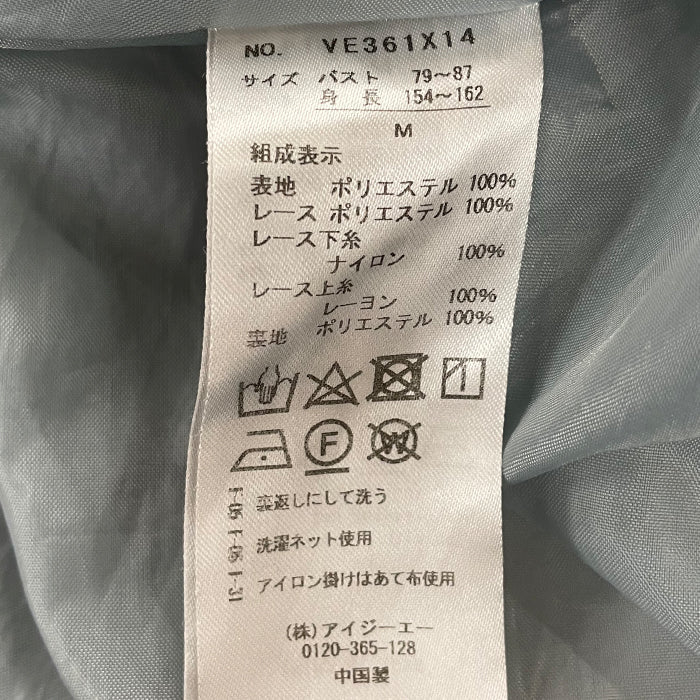 NO. VE361X14
サイズ バスト 79〜87
身長 154〜162
M
組成表示
表地 ポリエステル 100%
レース ポリエステル 100%
レース下糸
ナイロン 100%
レース上糸
レーヨン 100%
裏地 ポリエステル 100%
F W
裏返しにして洗う
洗濯ネット使用
アイロン掛けはあて布使用
(株)アイジーエー
0120-365-128
中国製